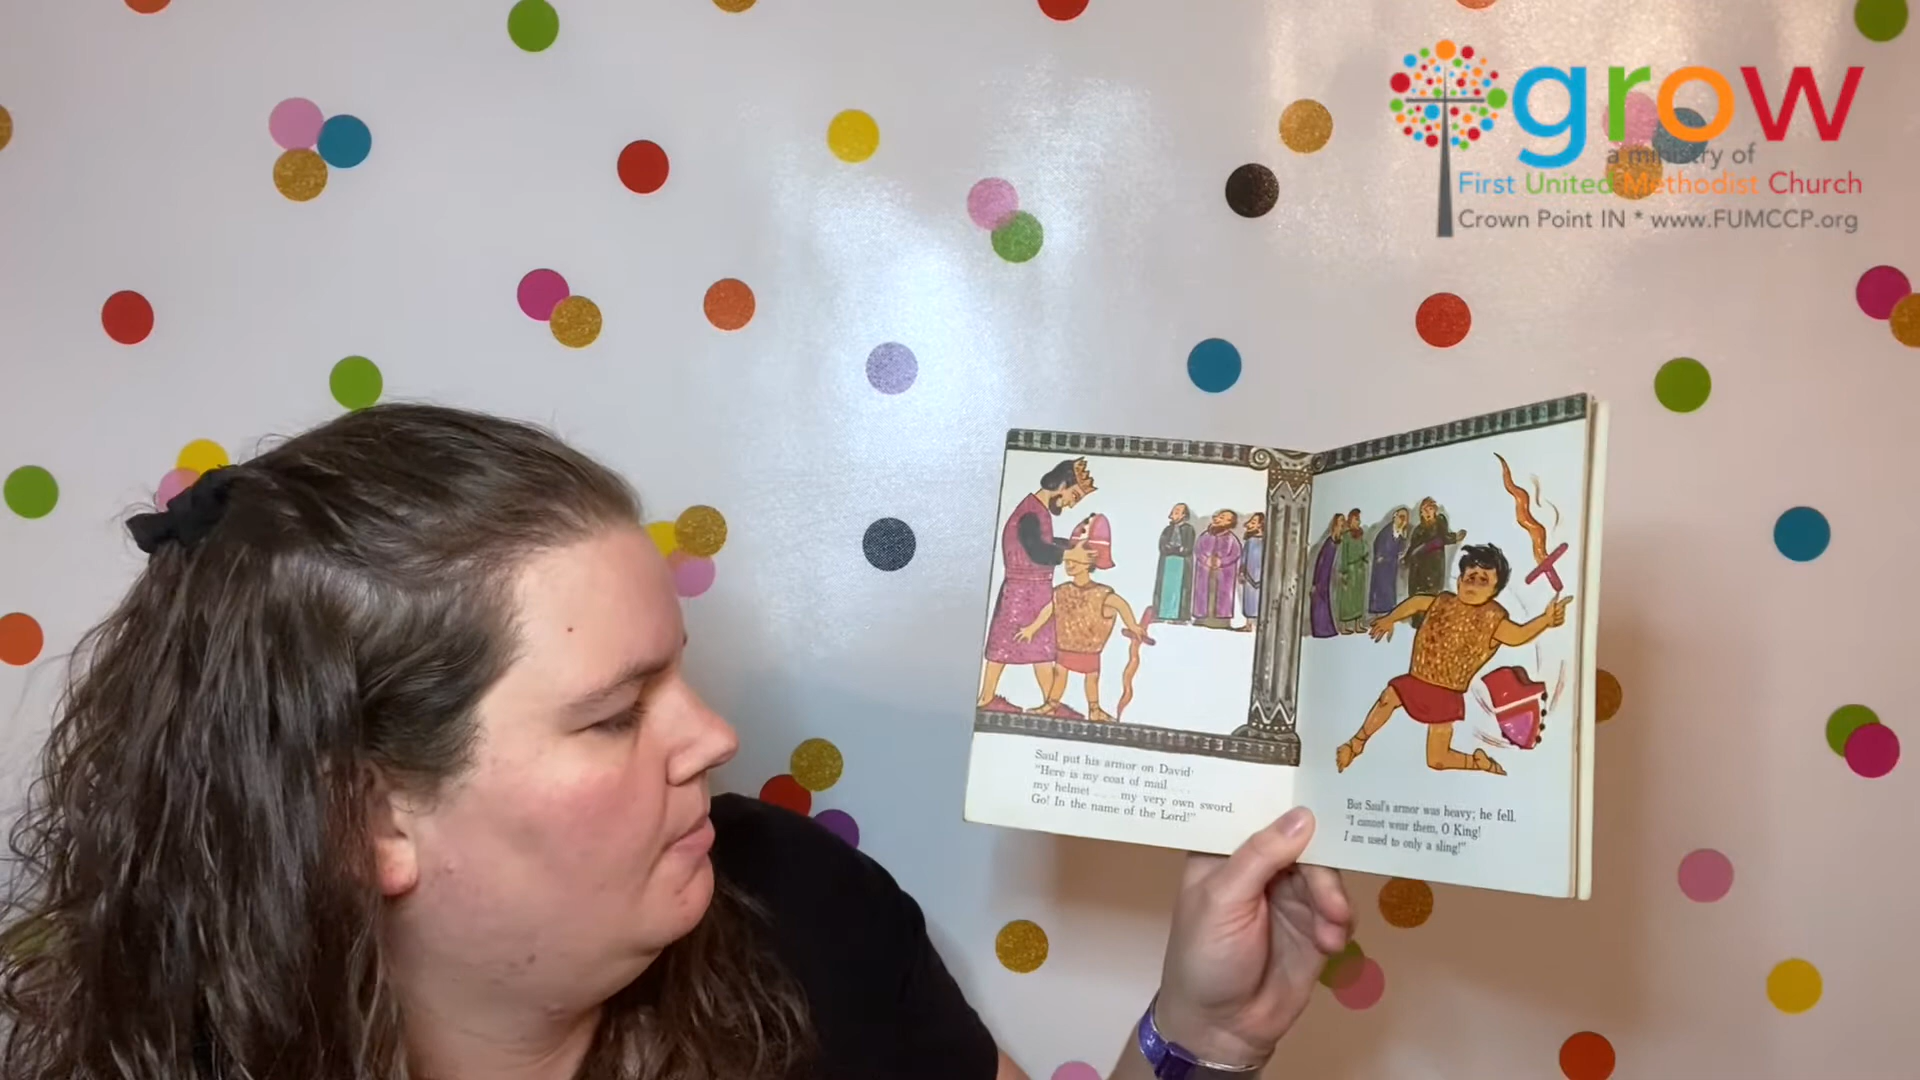 grow
a ministry of
First United Methodist Church
Crown Point IN * www.FUMCCP.org
Saul put his armor on David:
"Here is my coat of mail . . .
my helmet . . . my very own sword.
Go! In the name of the Lord!"
But Saul's armor was heavy; he fell.
"I cannot wear them, O King!
I am used to only a sling!"